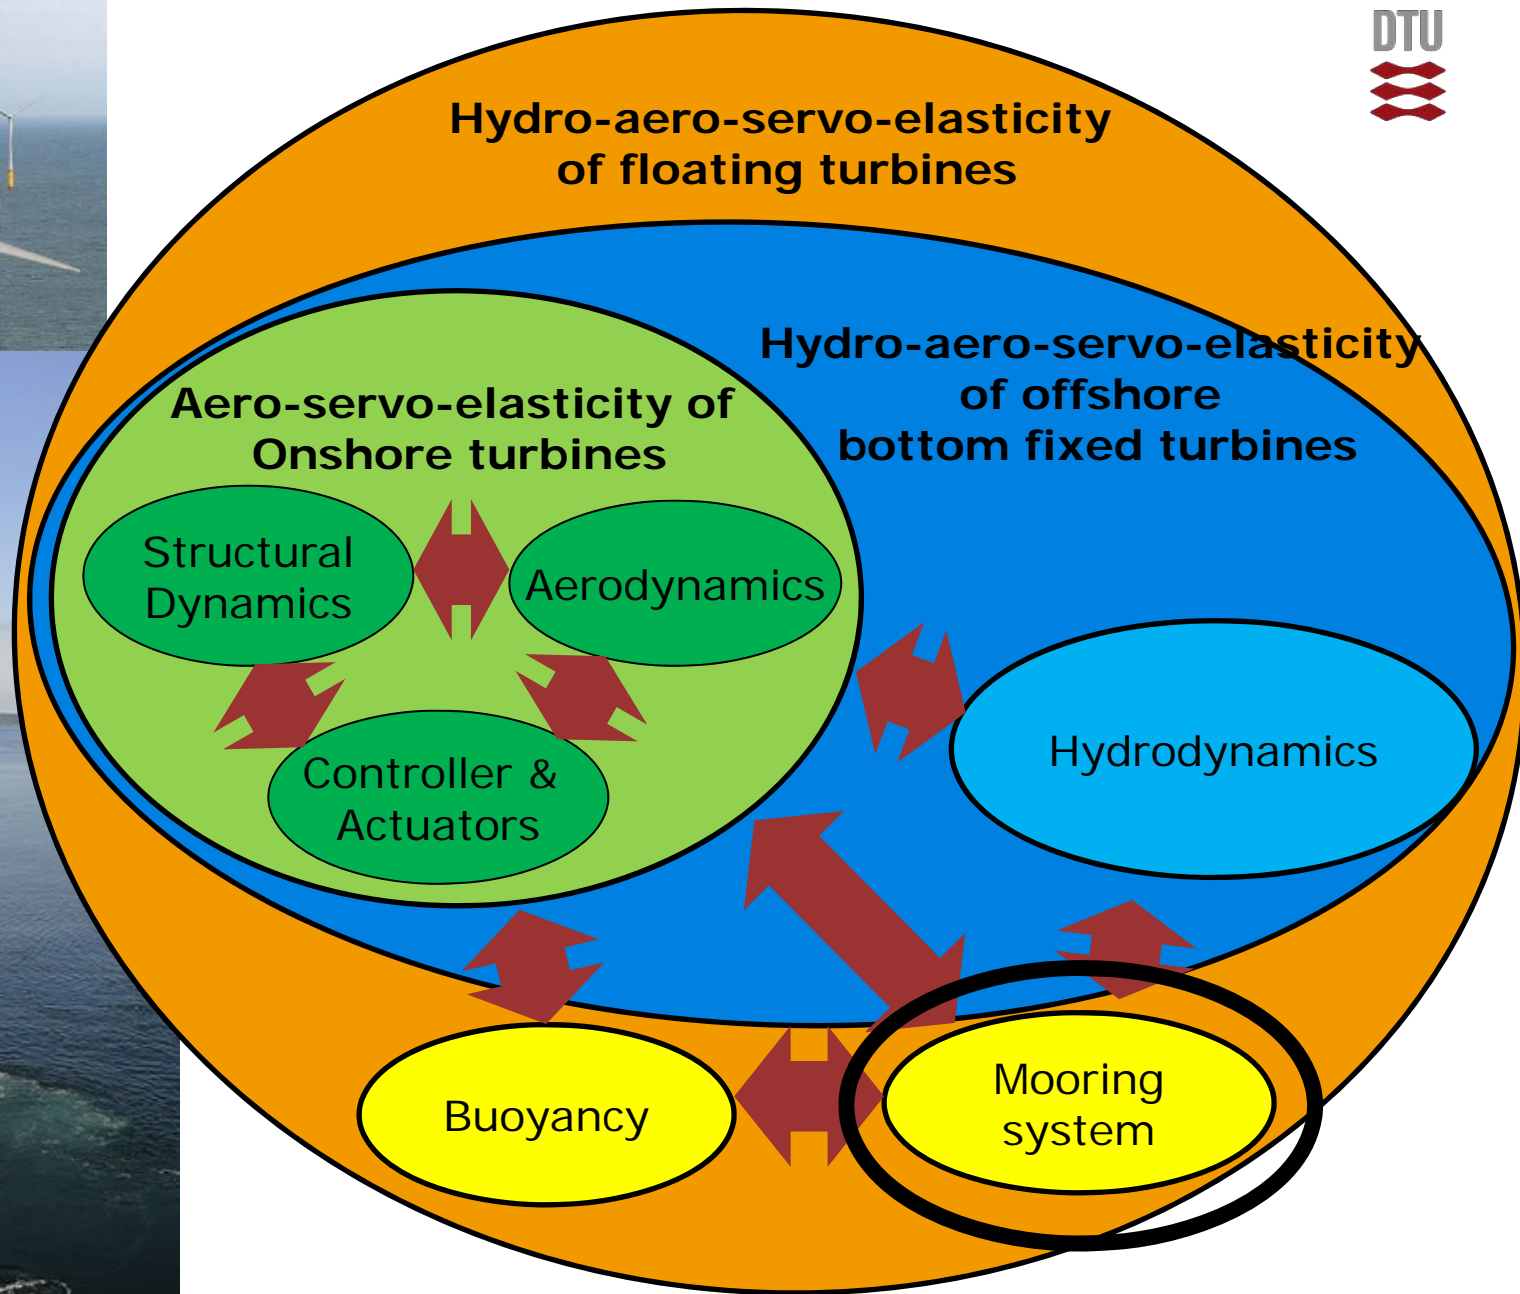 DTU
Hydro-aero-servo-elasticity
of floating turbines
Hydro-aero-servo-elasticity
of offshore
bottom fixed turbines
Aero-servo-elasticity of
Onshore turbines
Structural
Dynamics
Aerodynamics
Controller &
Actuators
Hydrodynamics
Buoyancy
Mooring
system